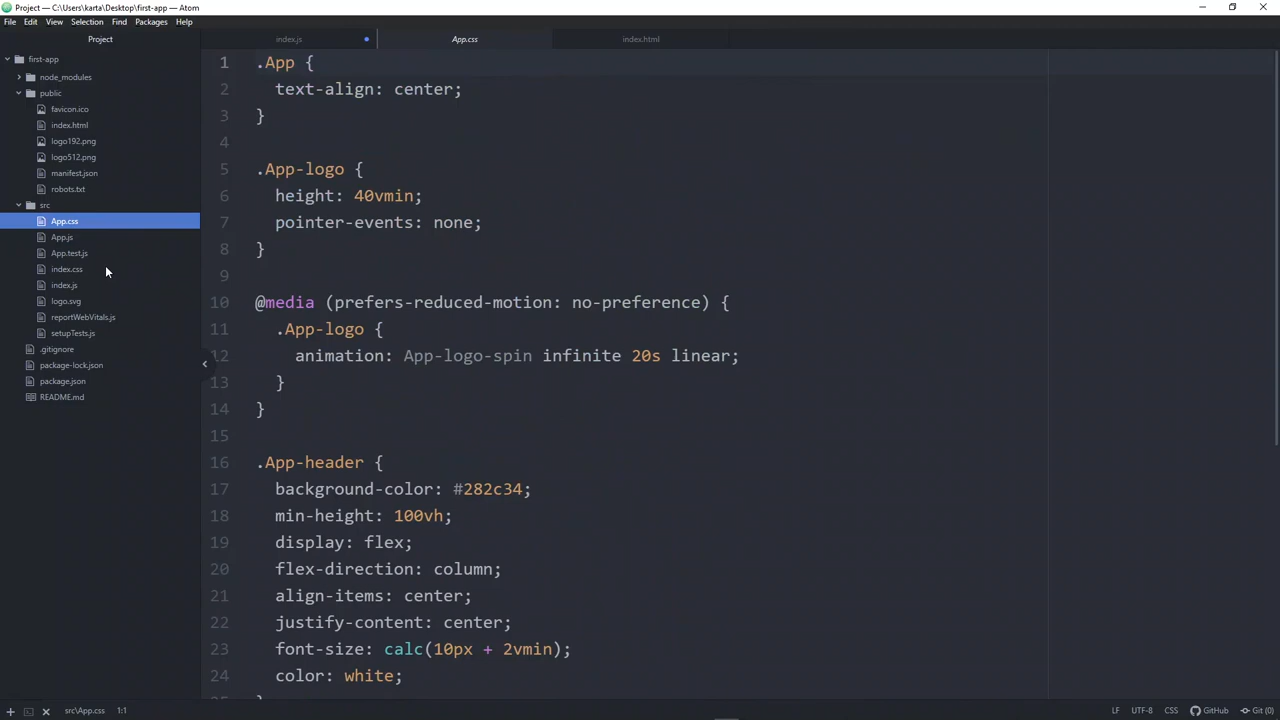 Project — C:\Users\karta\Desktop\first-app — Atom
File Edit View Selection Find Packages Help
Project
index.js
App.css
index.html
first-app
node_modules
public
favicon.ico
index.html
logo192.png
logo512.png
manifest.json
robots.txt
src
App.css
App.js
App.test.js
index.css
index.js
logo.svg
reportWebVitals.js
setupTests.js
.gitignore
package-lock.json
package.json
README.md
1 .App {
2 text-align: center;
3 }
4
5 .App-logo {
6 height: 40vmin;
7 pointer-events: none;
8 }
9
10 @media (prefers-reduced-motion: no-preference) {
11 .App-logo {
12 animation: App-logo-spin infinite 20s linear;
13 }
14 }
15
16 .App-header {
17 background-color: #282c34;
18 min-height: 100vh;
19 display: flex;
20 flex-direction: column;
21 align-items: center;
22 justify-content: center;
23 font-size: calc(10px + 2vmin);
24 color: white;
src\App.css 1:1
LF UTF-8 CSS GitHub Git (0)